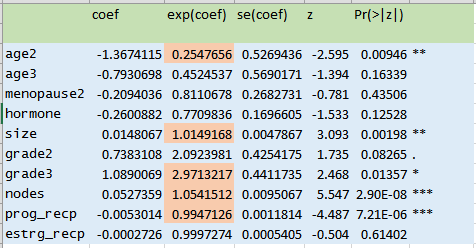 coef exp(coef) se(coef) z Pr(>|z|)
age2 -1.3674115 0.2547656 0.5269436 -2.595 0.00946 **
age3 -0.7930698 0.4524537 0.5690171 -1.394 0.16339
menopause2 -0.2094036 0.8110678 0.2682731 -0.781 0.43506
hormone -0.2600882 0.7709836 0.1696605 -1.533 0.12528
size 0.0148067 1.0149168 0.0047867 3.093 0.00198 **
grade2 0.7383108 2.0923981 0.4254175 1.735 0.08265 .
grade3 1.0890069 2.9713217 0.4411735 2.468 0.01357 *
nodes 0.0527359 1.0541512 0.0095067 5.547 2.90E-08 ***
prog_recp -0.0053014 0.9947126 0.0011814 -4.487 7.21E-06 ***
estrg_recp -0.0002726 0.9997274 0.0005405 -0.504 0.61402